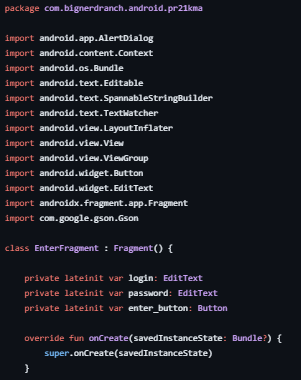 package com.bignerdranch.android.pr21kma
import android.app.AlertDialog
import android.content.Context
import android.os.Bundle
import android.text.Editable
import android.text.SpannableStringBuilder
import android.text.TextWatcher
import android.view.LayoutInflater
import android.view.View
import android.view.ViewGroup
import android.widget.Button
import android.widget.EditText
import androidx.fragment.app.Fragment
import com.google.gson.Gson
class EnterFragment : Fragment() {
private lateinit var login: EditText
private lateinit var password: EditText
private lateinit var enter_button: Button
override fun onCreate(savedInstanceState: Bundle?) {
super.onCreate(savedInstanceState)
}